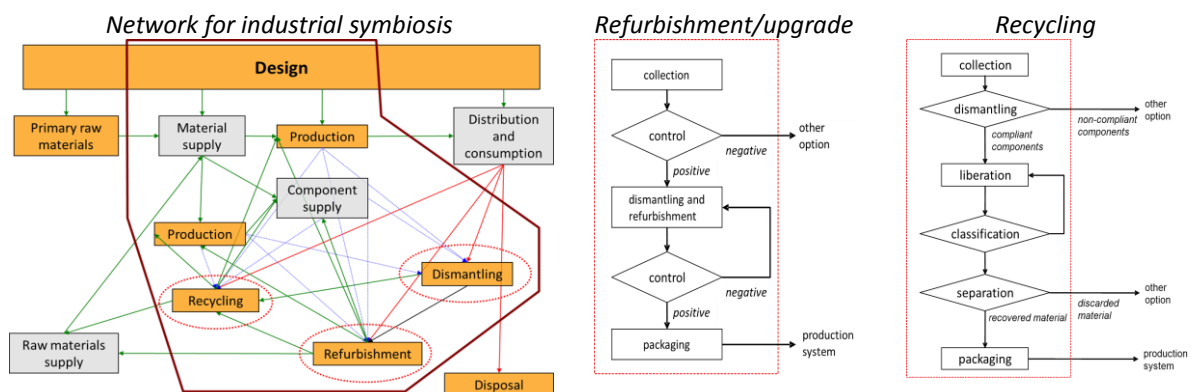 Network for industrial symbiosis
Design
Primary raw
materials
Material
supply
Production
Distribution
and
consumption
Component
supply
Production
Dismantling
Recycling
Raw materials
supply
Refurbishment
Disposal
Refurbishment/upgrade
collection
control
other
option
negative
positive
dismantling and
refurbishment
control
negative
positive
packaging
production
system
Recycling
collection
dismantling
other
option
non-compliant
components
compliant
components
liberation
classification
separation
other
option
discarded
material
recovered material
packaging
production
system